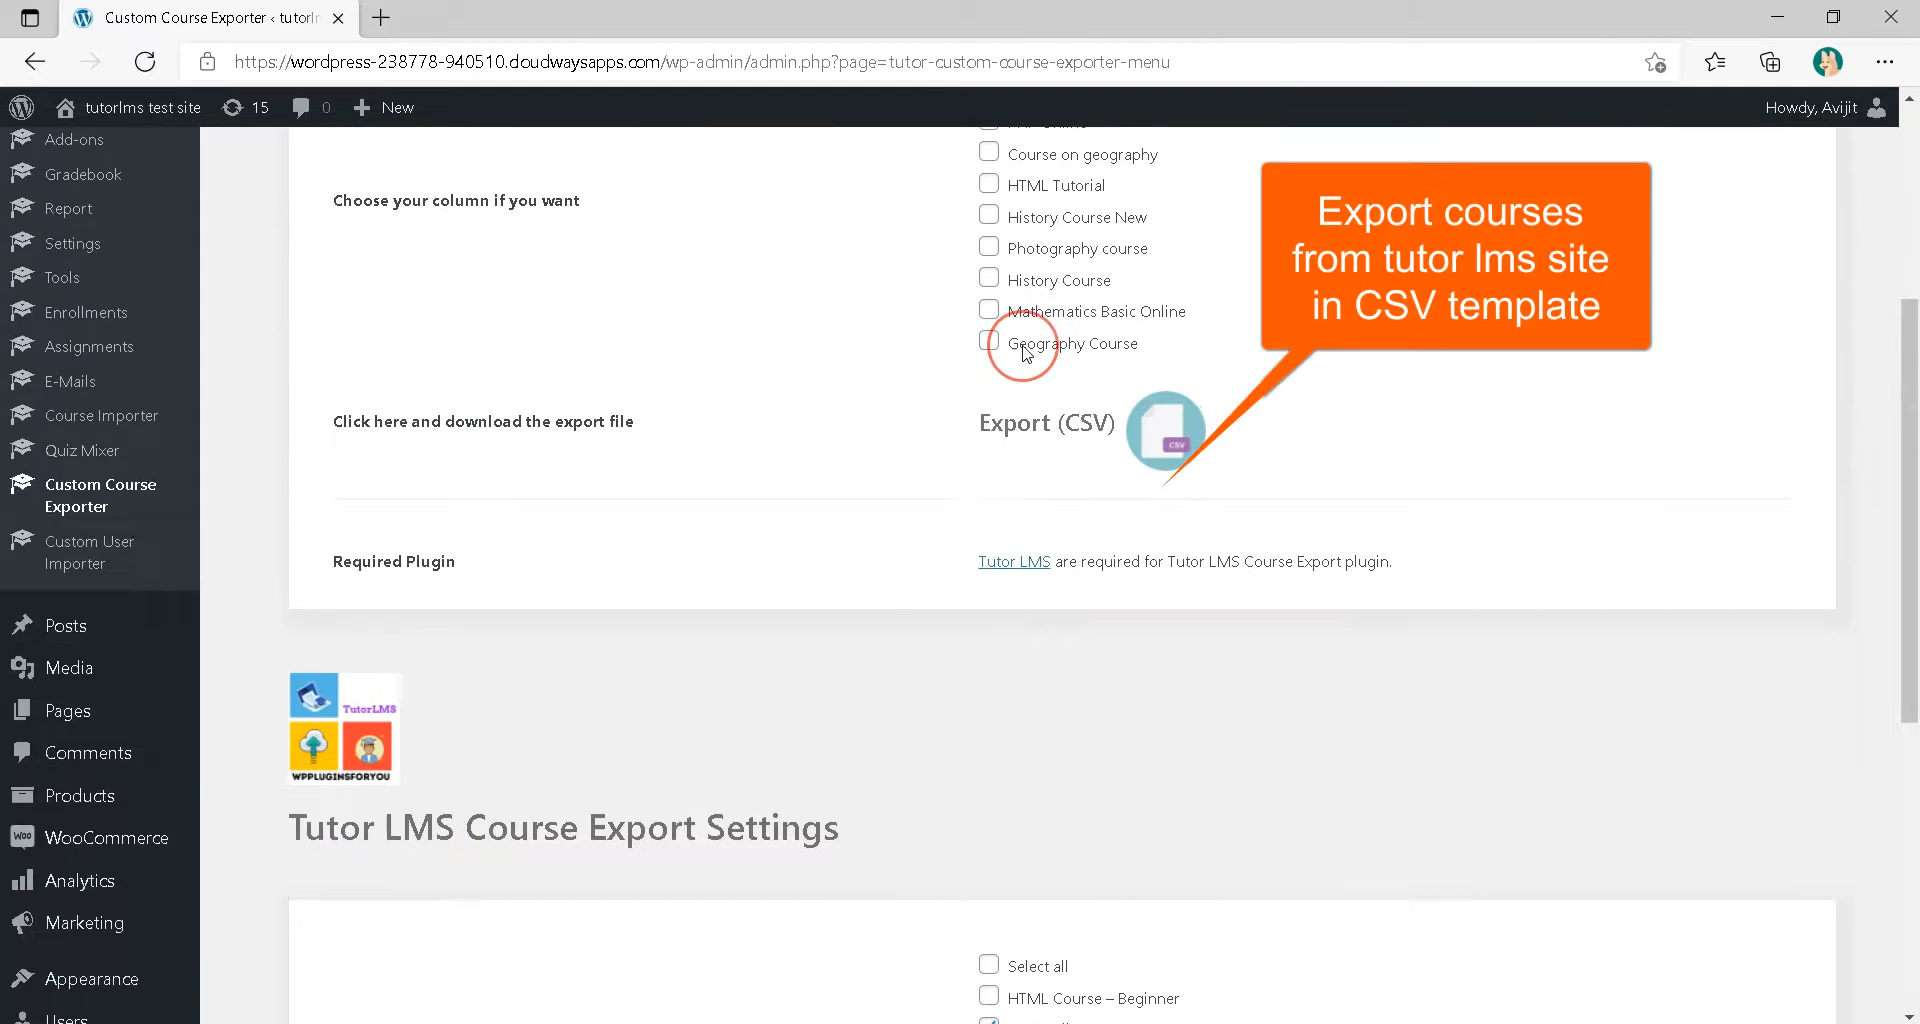 Custom Course Exporter ‹ tutorlr
https://wordpress-238778-940510.cloudwaysapps.com/wp-admin/admin.php?page=tutor-custom-course-exporter-menu
tutorlms test site
15
0
New
Howdy, Avijit
Add-ons
Gradebook
Report
Settings
Tools
Enrollments
Assignments
E-Mails
Course Importer
Quiz Mixer
Custom Course
Exporter
Custom User
Importer
Posts
Media
Pages
Comments
Products
Woo
WooCommerce
Analytics
Marketing
Appearance
Users
Choose your column if you want
Course on geography
HTML Tutorial
History Course New
Photography course
History Course
Mathematics Basic Online
Geography Course
Export courses
from tutor lms site
in CSV template
Click here and download the export file
Export (CSV)
CSV
Required Plugin
Tutor LMS are required for Tutor LMS Course Export plugin.
TutorLMS
WPPLUGINSFORYOU
Tutor LMS Course Export Settings
Select all
HTML Course – Beginner